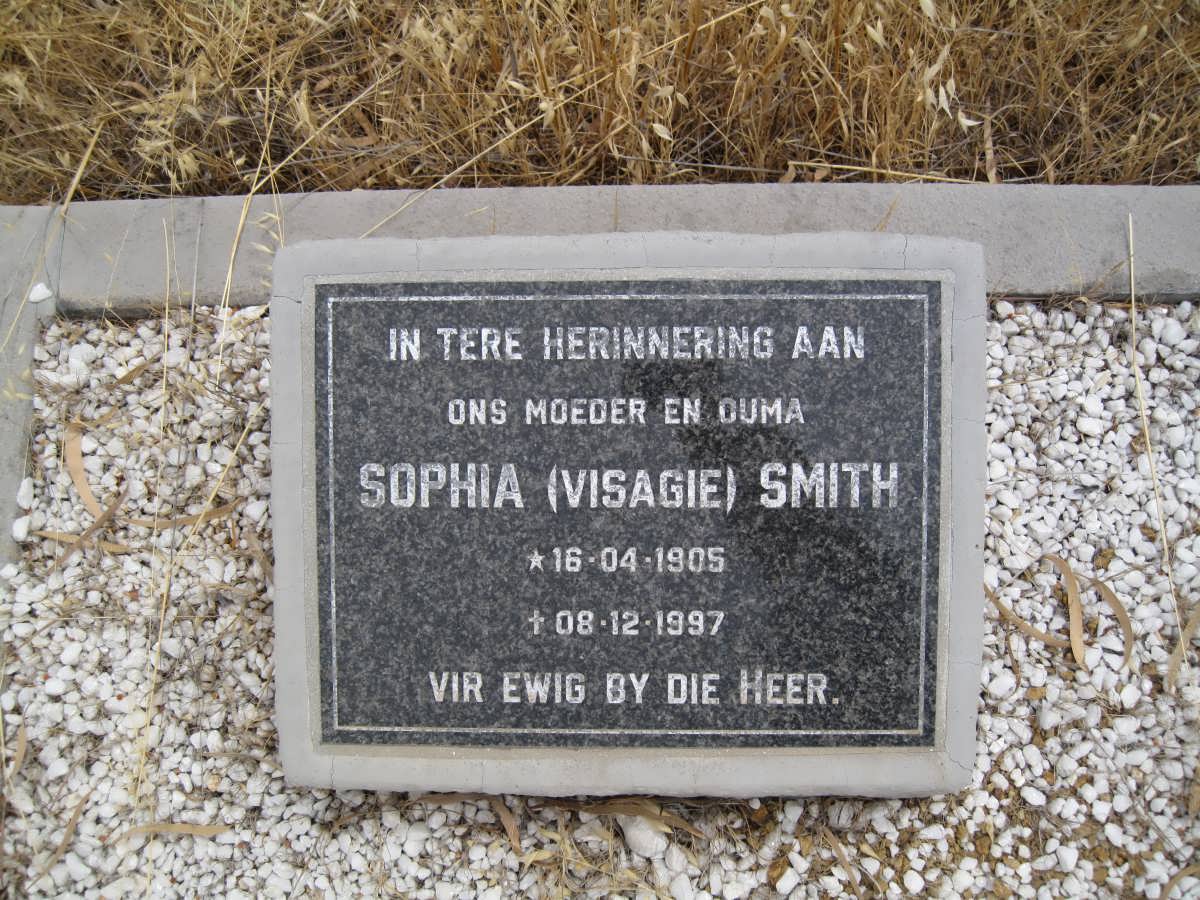 IN TERE HERINNERING AAN
ONS MOEDER EN OUMA
SOPHIA (VISAGIE) SMITH
★16·04·1905
✝08·12·1997
VIR EWIG BY DIE HEER.